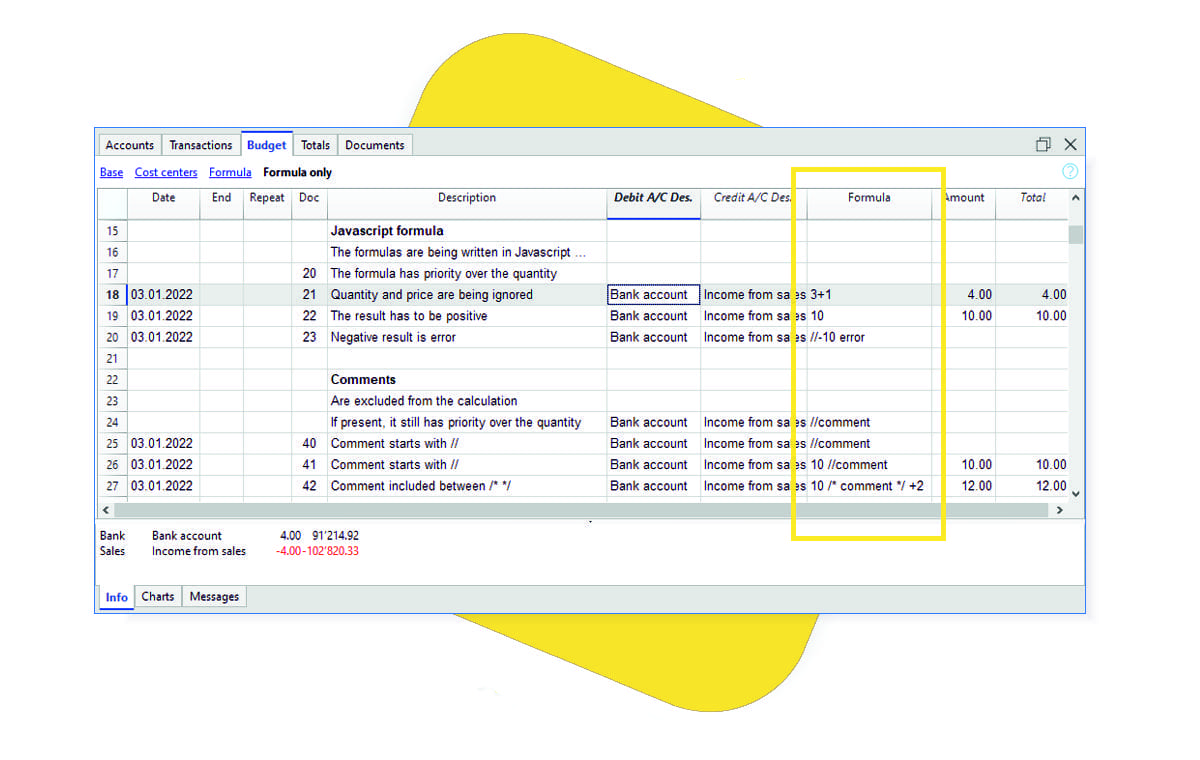 Accounts Transactions Budget Totals Documents
Base Cost centers Formula Formula only ?
Date End Repeat Doc Description Debit A/C Des. Credit A/C Des. Formula Amount Total
15 Javascript formula
16 The formulas are being written in Javascript ...
17 20 The formula has priority over the quantity
18 03.01.2022 21 Quantity and price are being ignored Bank account Income from sales 3+1 4.00 4.00
19 03.01.2022 22 The result has to be positive Bank account Income from sales 10 10.00 10.00
20 03.01.2022 23 Negative result is error Bank account Income from sales //-10 error
21
22 Comments
23 Are excluded from the calculation
24 If present, it still has priority over the quantity Bank account Income from sales //comment
25 03.01.2022 40 Comment starts with // Bank account Income from sales //comment
26 03.01.2022 41 Comment starts with // Bank account Income from sales 10 //comment 10.00 10.00
27 03.01.2022 42 Comment included between /* */ Bank account Income from sales 10 /* comment */ +2 12.00 12.00
Bank Bank account 4.00 91'214.92
Sales Income from sales -4.00 -102'820.33
Info Charts Messages